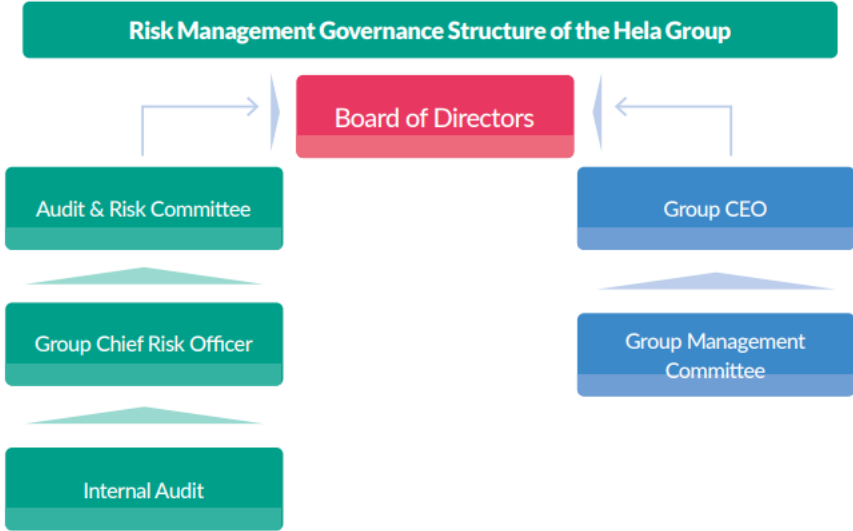 Risk Management Governance Structure of the Hela Group
Board of Directors
Audit & Risk Committee
Group CEO
Group Chief Risk Officer
Group Management
Committee
Internal Audit